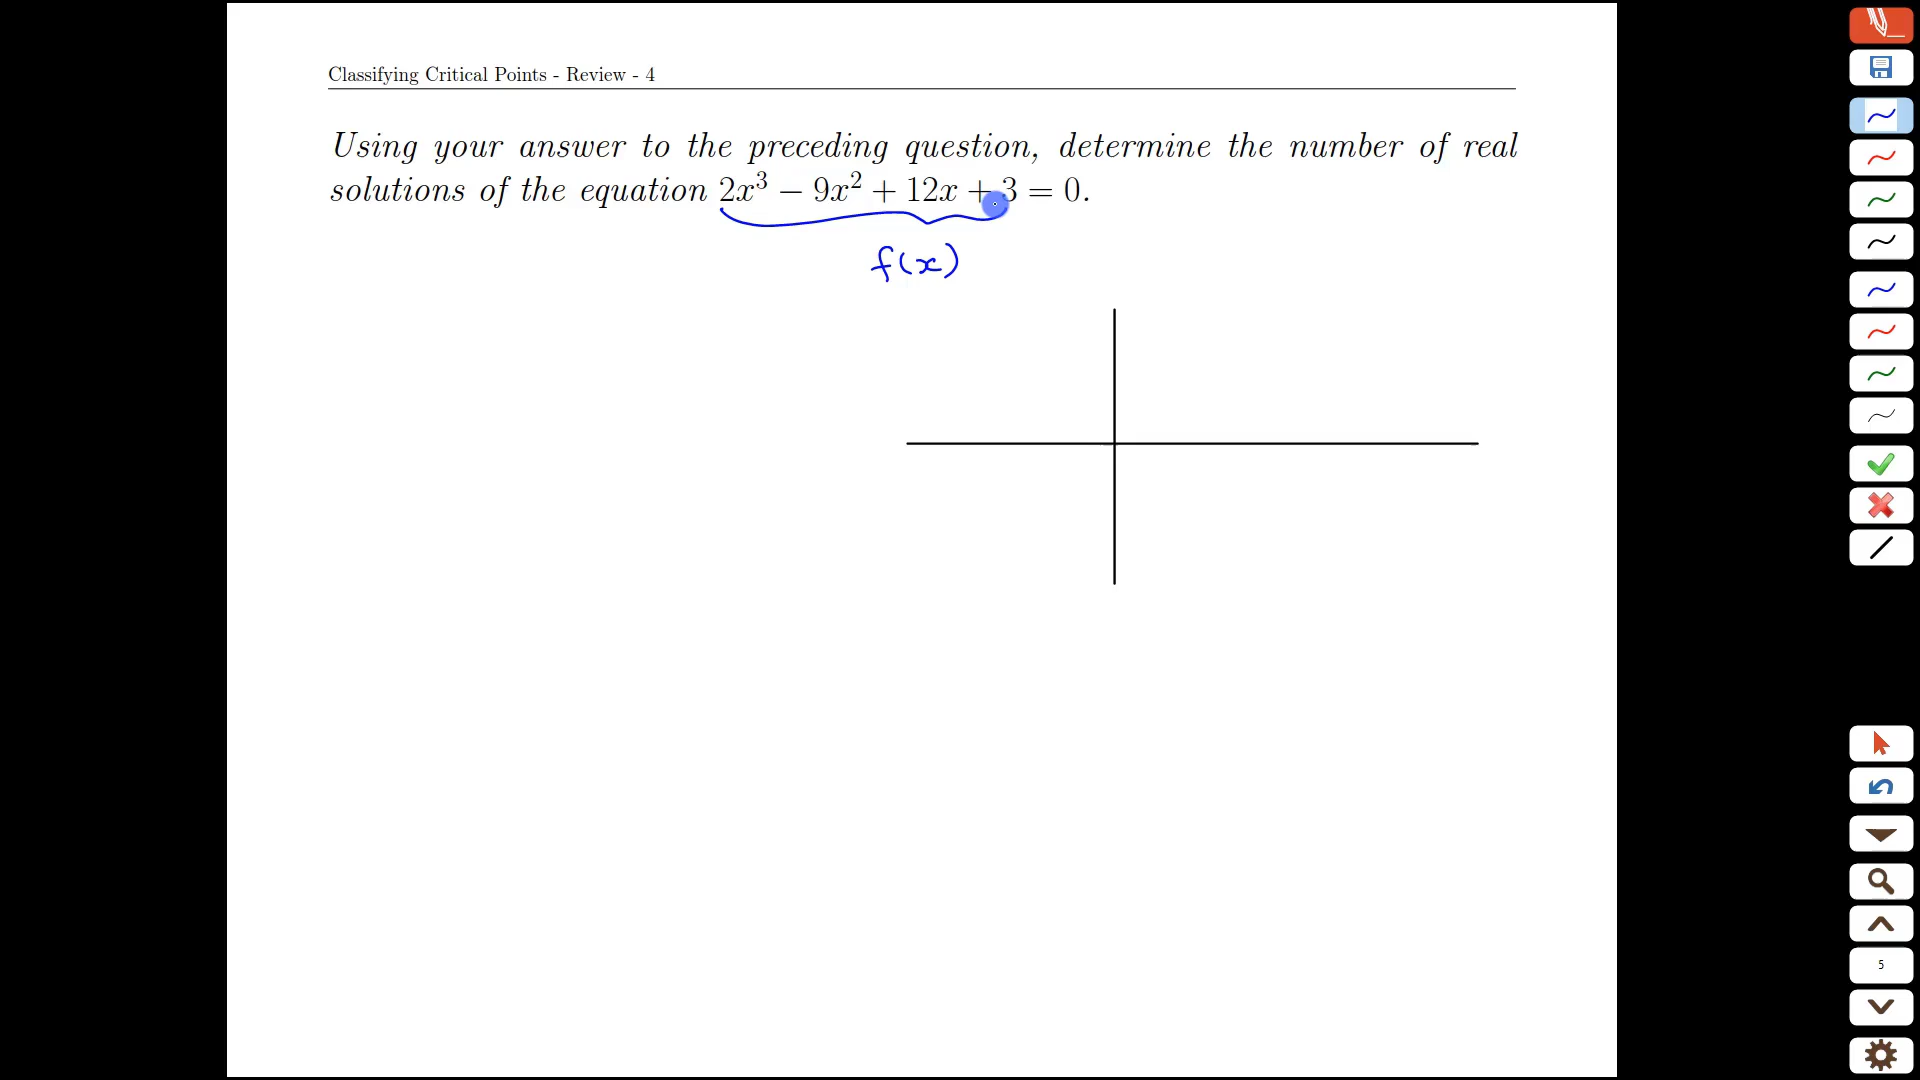 Classifying Critical Points - Review - 4
Using your answer to the preceding question, determine the number of real
solutions of the equation 2x³ − 9x² + 12x + 3 = 0.
f(x)
5